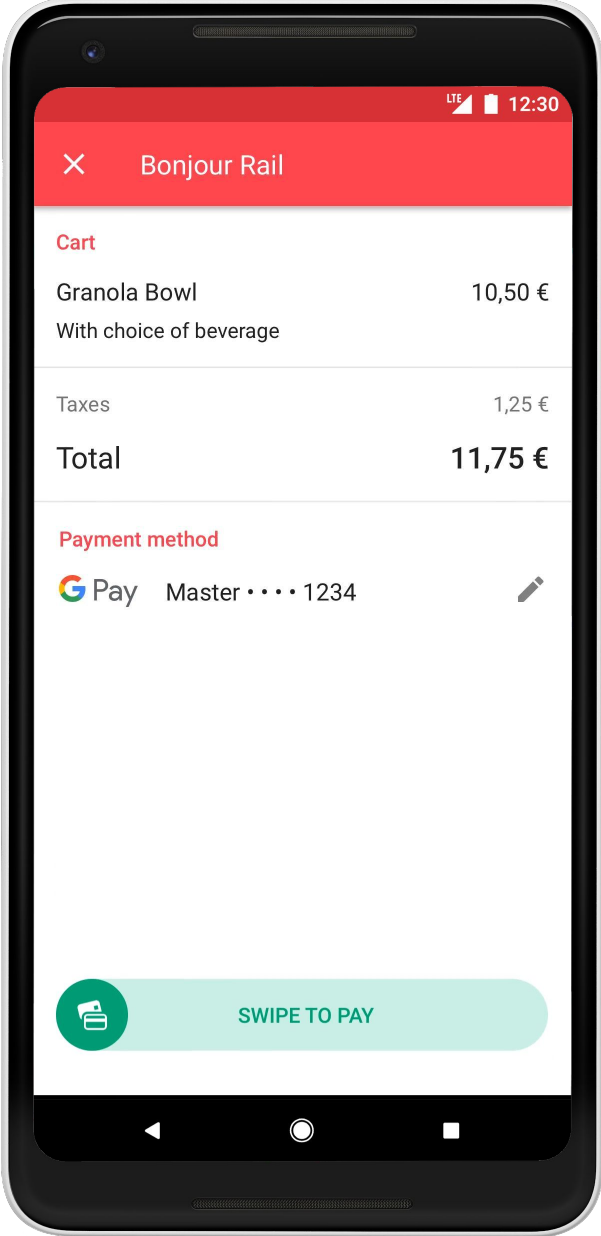 LTE 12:30
Bonjour Rail
Cart
Granola Bowl 10,50 €
With choice of beverage
Taxes 1,25 €
Total 11,75 €
Payment method
G Pay Master • • • • 1234
SWIPE TO PAY